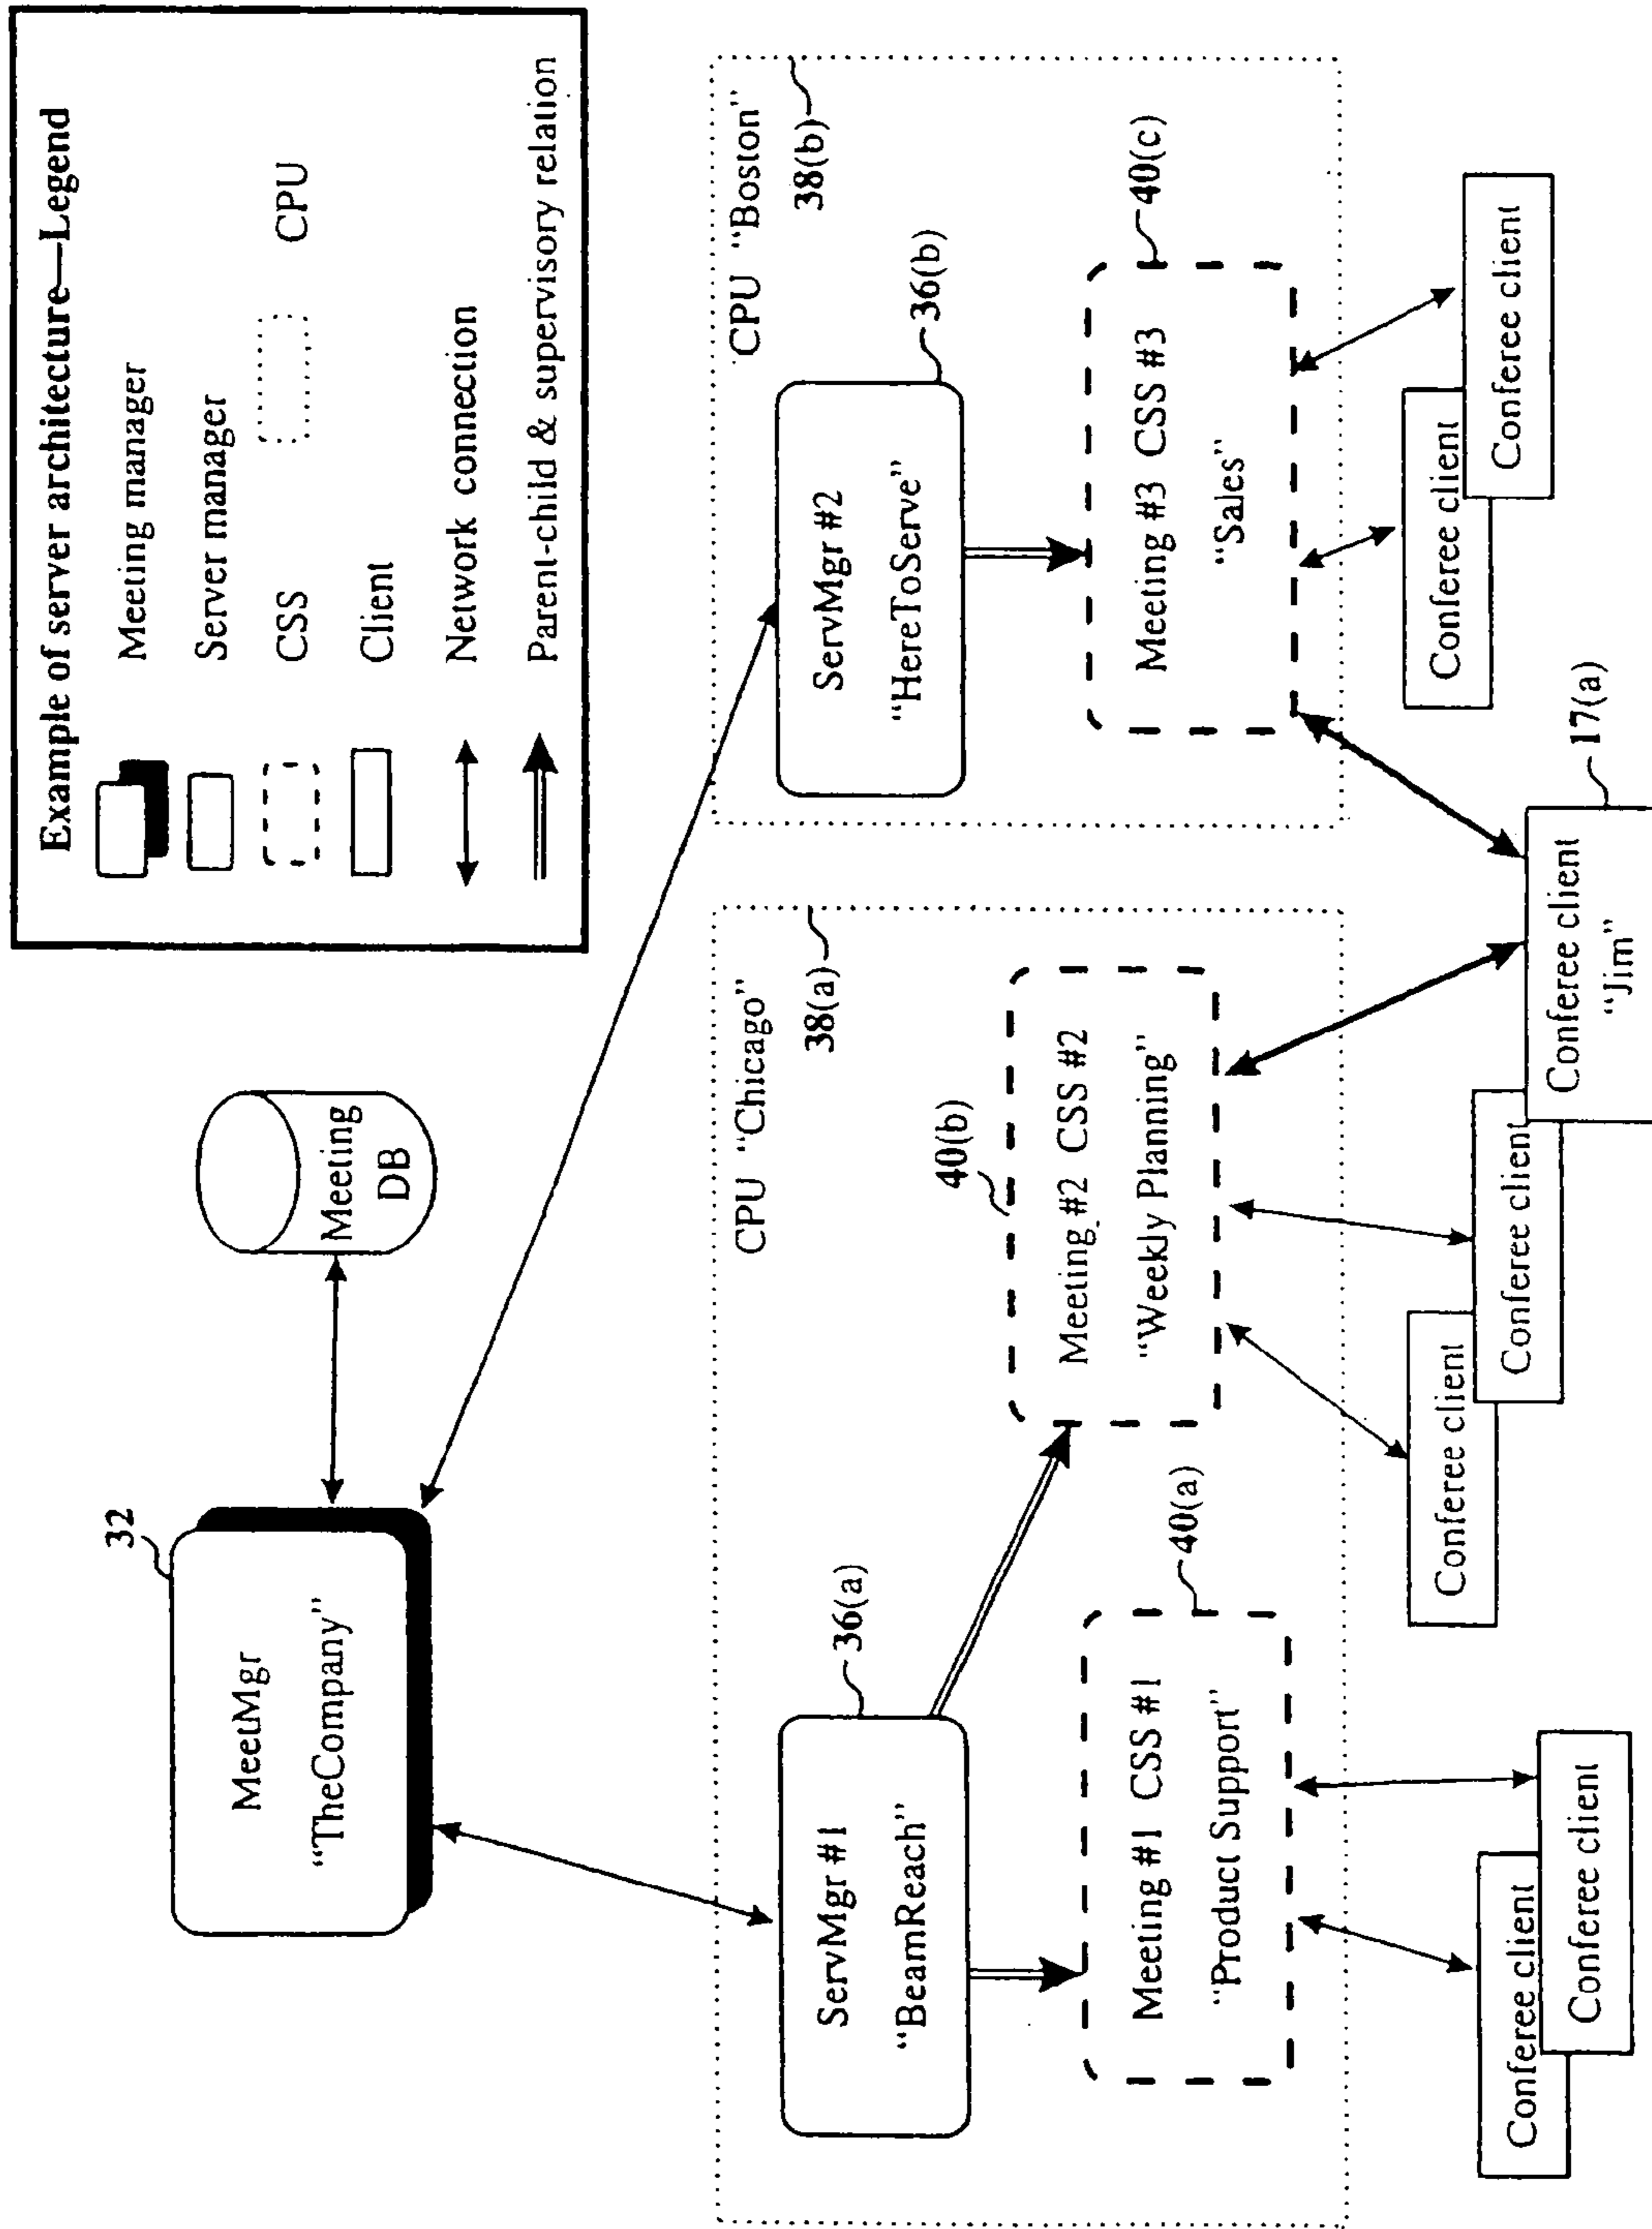 Example of server architecture—Legend
Meeting manager
Server manager
CSS
CPU
Client
Network connection
Parent-child & supervisory relation
32
MeetMgr
“TheCompany”
Meeting
DB
CPU “Chicago”
38(a)
ServMgr #1
“BeamReach”
36(a)
Meeting #1 CSS #1
“Product Support”
40(a)
40(b)
Meeting #2 CSS #2
“Weekly Planning”
CPU “Boston”
38(b)
ServMgr #2
“HereToServe”
36(b)
Meeting #3 CSS #3
“Sales”
40(c)
Conferee client
Conferee client
Conferee client
Conferee client
Conferee client
“Jim”
17(a)
Conferee client
Conferee client